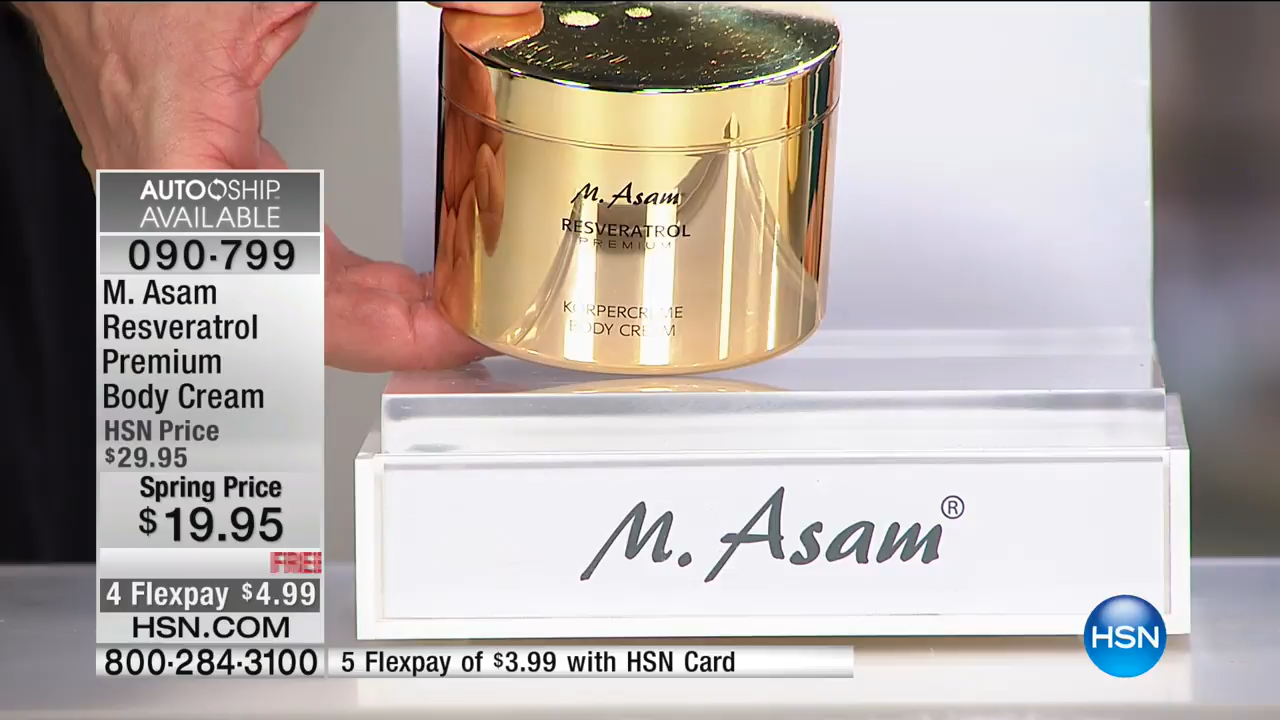 M. Asam
RESVERATROL
PREMIUM
KÖRPERCREME
BODY CREAM
AUTO SHIP
AVAILABLE
090·799
M. Asam
Resveratrol
Premium
Body Cream
HSN Price
$29.95
Spring Price
$19.95
FREE
4 Flexpay $4.99
HSN.COM
800·284·3100
5 Flexpay of $3.99 with HSN Card
M. Asam®
HSN